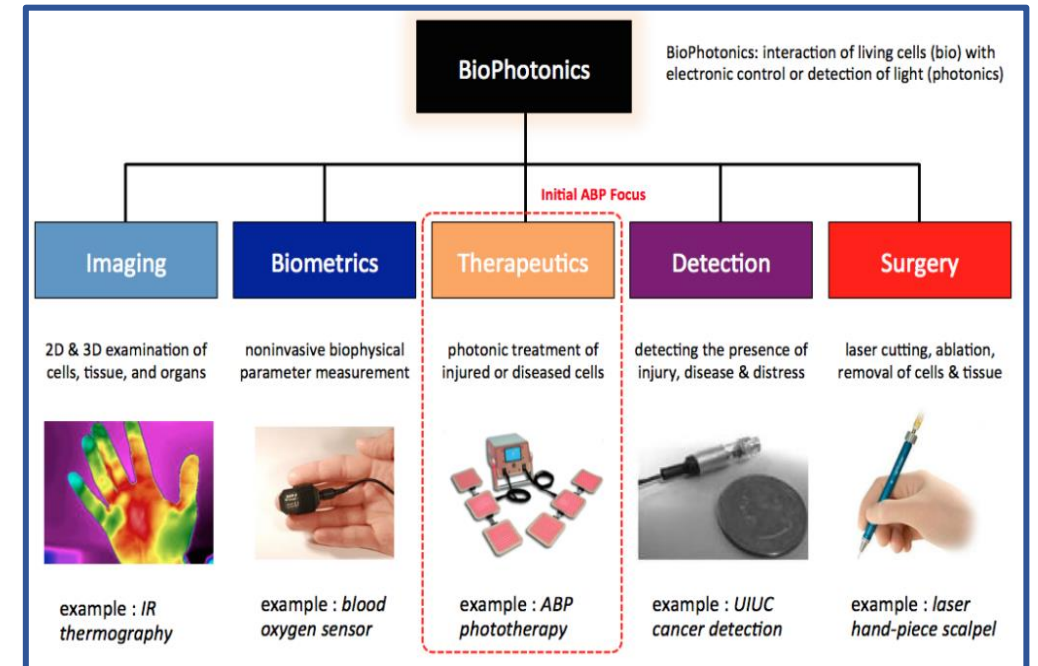 BioPhotonics
BioPhotonics: interaction of living cells (bio) with
electronic control or detection of light (photonics)
Initial ABP Focus
Imaging
Biometrics
Therapeutics
Detection
Surgery
2D & 3D examination of
cells, tissue, and organs
noninvasive biophysical
parameter measurement
photonic treatment of
injured or diseased cells
detecting the presence of
injury, disease & distress
laser cutting, ablation,
removal of cells & tissue
example : IR
thermography
example : blood
oxygen sensor
example : ABP
phototherapy
example : UIUC
cancer detection
example : laser
hand-piece scalpel